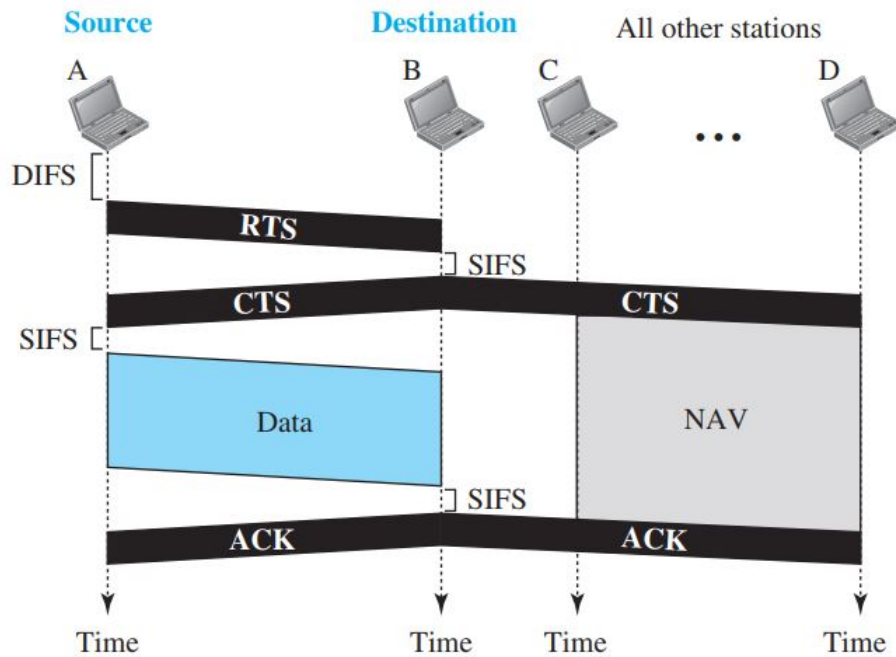 Source Destination All other stations
A B C D
DIFS
RTS
SIFS
CTS CTS
SIFS
Data NAV
SIFS
ACK ACK
Time Time Time Time